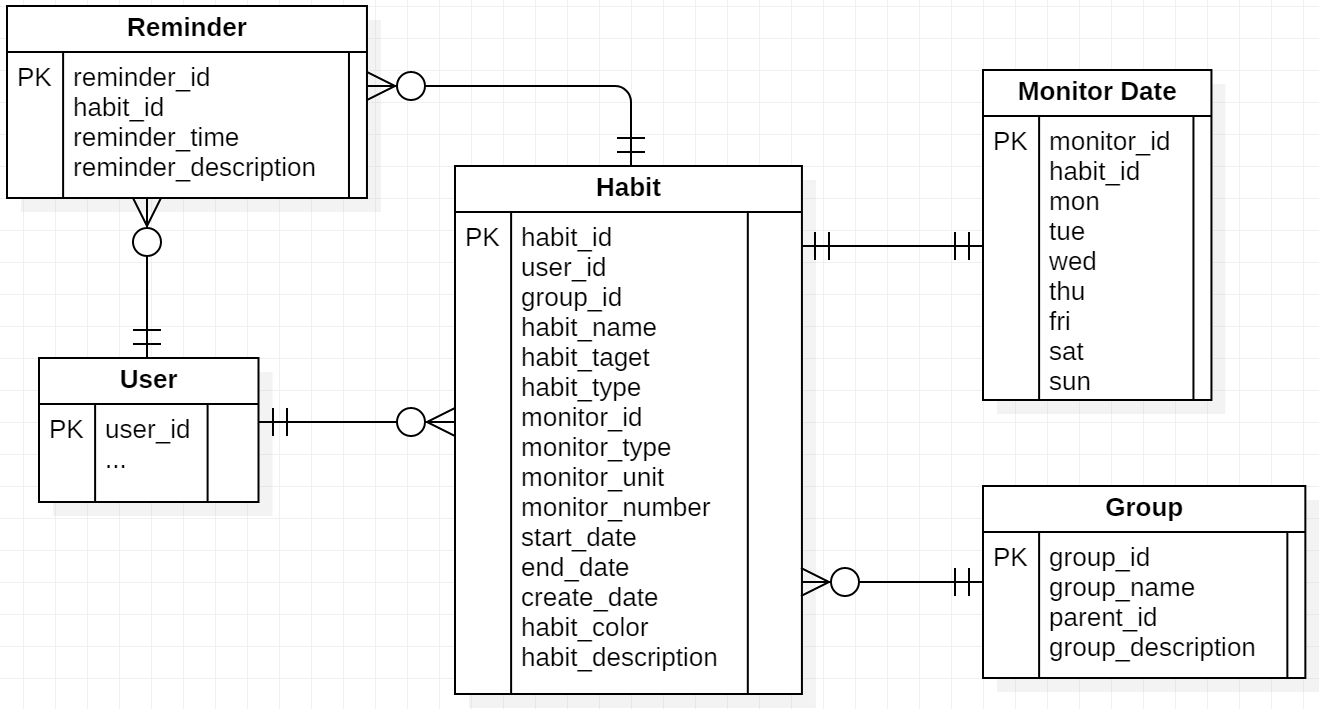 Reminder
PK reminder_id
habit_id
reminder_time
reminder_description
Monitor Date
PK monitor_id
habit_id
mon
tue
wed
thu
fri
sat
sun
Habit
PK habit_id
user_id
group_id
habit_name
habit_taget
habit_type
monitor_id
monitor_type
monitor_unit
monitor_number
start_date
end_date
create_date
habit_color
habit_description
User
PK user_id
...
Group
PK group_id
group_name
parent_id
group_description